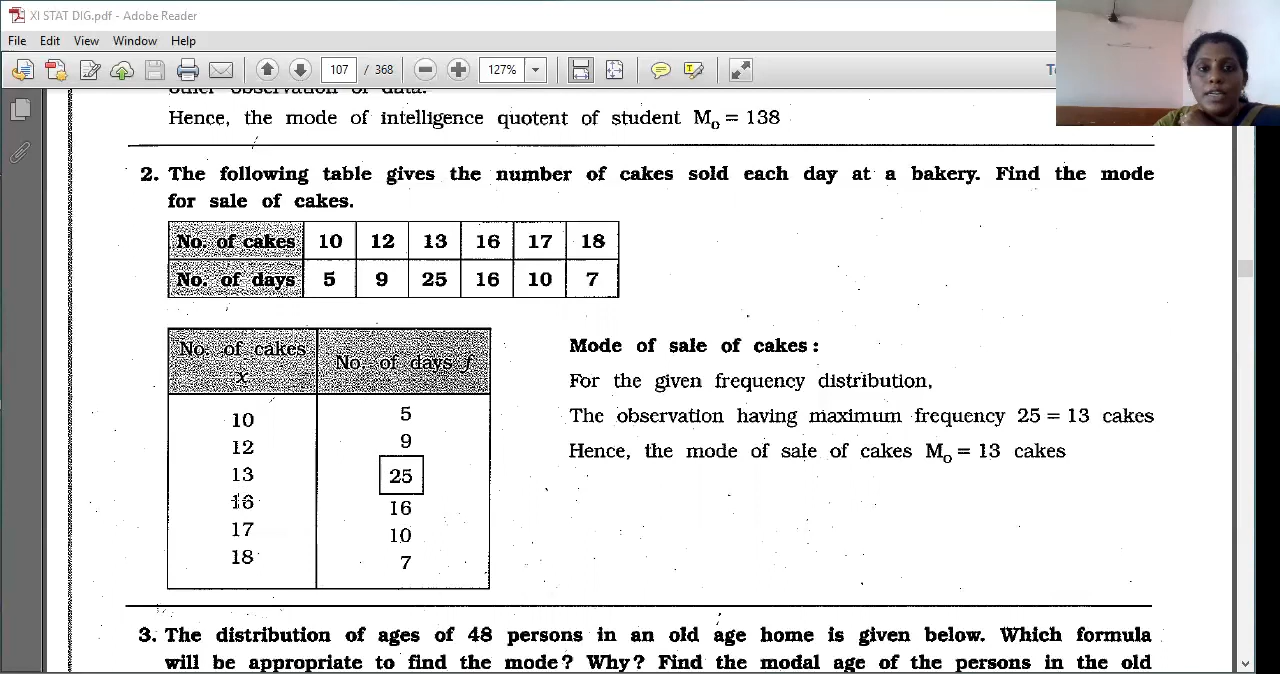 XI STAT DIG.pdf - Adobe Reader
File Edit View Window Help
107 / 368 127%
other observation of data.
Hence, the mode of intelligence quotent of student Mo = 138
2. The following table gives the number of cakes sold each day at a bakery. Find the mode
for sale of cakes.
No. of cakes 10 12 13 16 17 18
No. of days 5 9 25 16 10 7
No. of cakes x No. of days f
10 5
12 9
13 25
16 16
17 10
18 7
Mode of sale of cakes :
For the given frequency distribution,
The observation having maximum frequency 25 = 13 cakes
Hence, the mode of sale of cakes Mo = 13 cakes
3. The distribution of ages of 48 persons in an old age home is given below. Which formula
will be appropriate to find the mode? Why? Find the modal age of the persons in the old